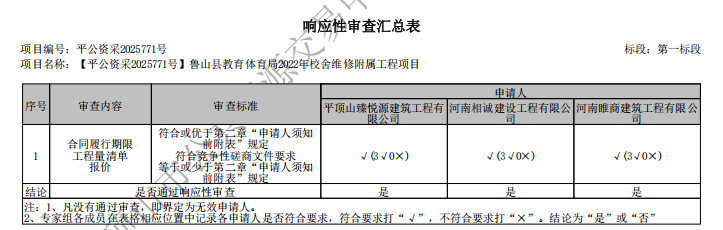 响应性审查汇总表
项目编号：平公资采2025771号
标段：第一标段
项目名称：【平公资采2025771号】鲁山县教育体育局2022年校舍维修附属工程项目
序号
审查内容
审查标准
申请人
平顶山臻悦源建筑工程有
限公司
河南相诚建设工程有限公
司
河南睢商建筑工程有限公
司
1
合同履行期限
工程量清单
报价
符合或优于第二章“申请人须知
前附表”规定
符合竞争性磋商文件要求
等于或少于第二章“申请人须知
前附表”规定
√(3√0×)
√(3√0×)
√(3√0×)
结论
是否通过响应性审查
是
是
是
注：1、凡没有通过审查，即界定为无效申请人。
2、专家组各成员在表格相应位置中记录各申请人是否符合要求，符合要求打“√”，不符合要求打“×”。结论为“是”或“否”